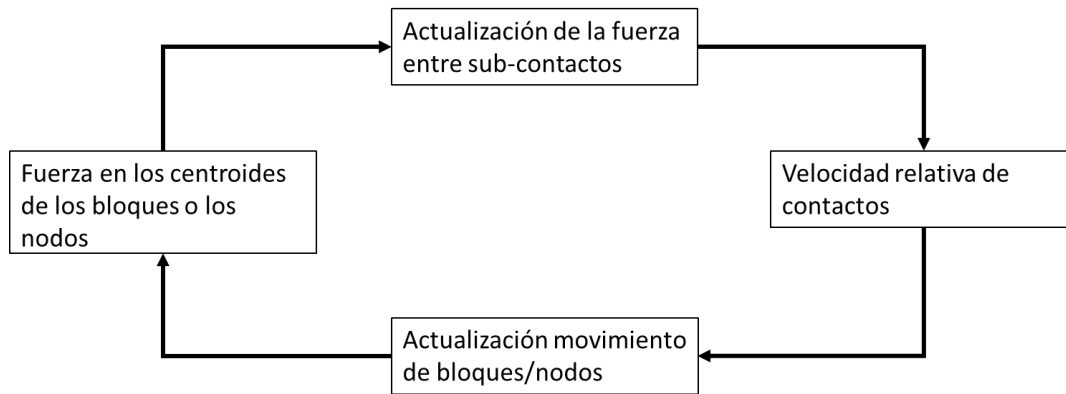 Actualización de la fuerza
entre sub-contactos
Fuerza en los centroides
de los bloques o los
nodos
Velocidad relativa de
contactos
Actualización movimiento
de bloques/nodos